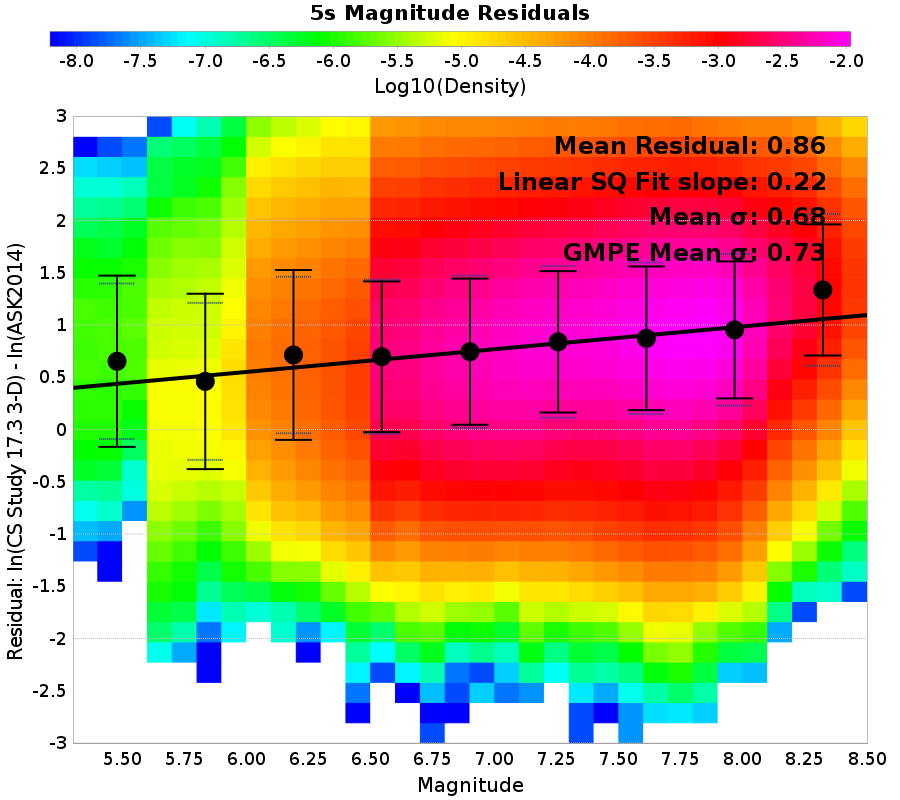 5s Magnitude Residuals
-8.0 -7.5 -7.0 -6.5 -6.0 -5.5 -5.0 -4.5 -4.0 -3.5 -3.0 -2.5 -2.0
Log10(Density)
Mean Residual: 0.86
Linear SQ Fit slope: 0.22
Mean σ: 0.68
GMPE Mean σ: 0.73
Residual: ln(CS Study 17.3 3-D) - ln(ASK2014)
3
2.5
2
1.5
1
0.5
0
-0.5
-1
-1.5
-2
-2.5
-3
5.50 5.75 6.00 6.25 6.50 6.75 7.00 7.25 7.50 7.75 8.00 8.25 8.50
Magnitude